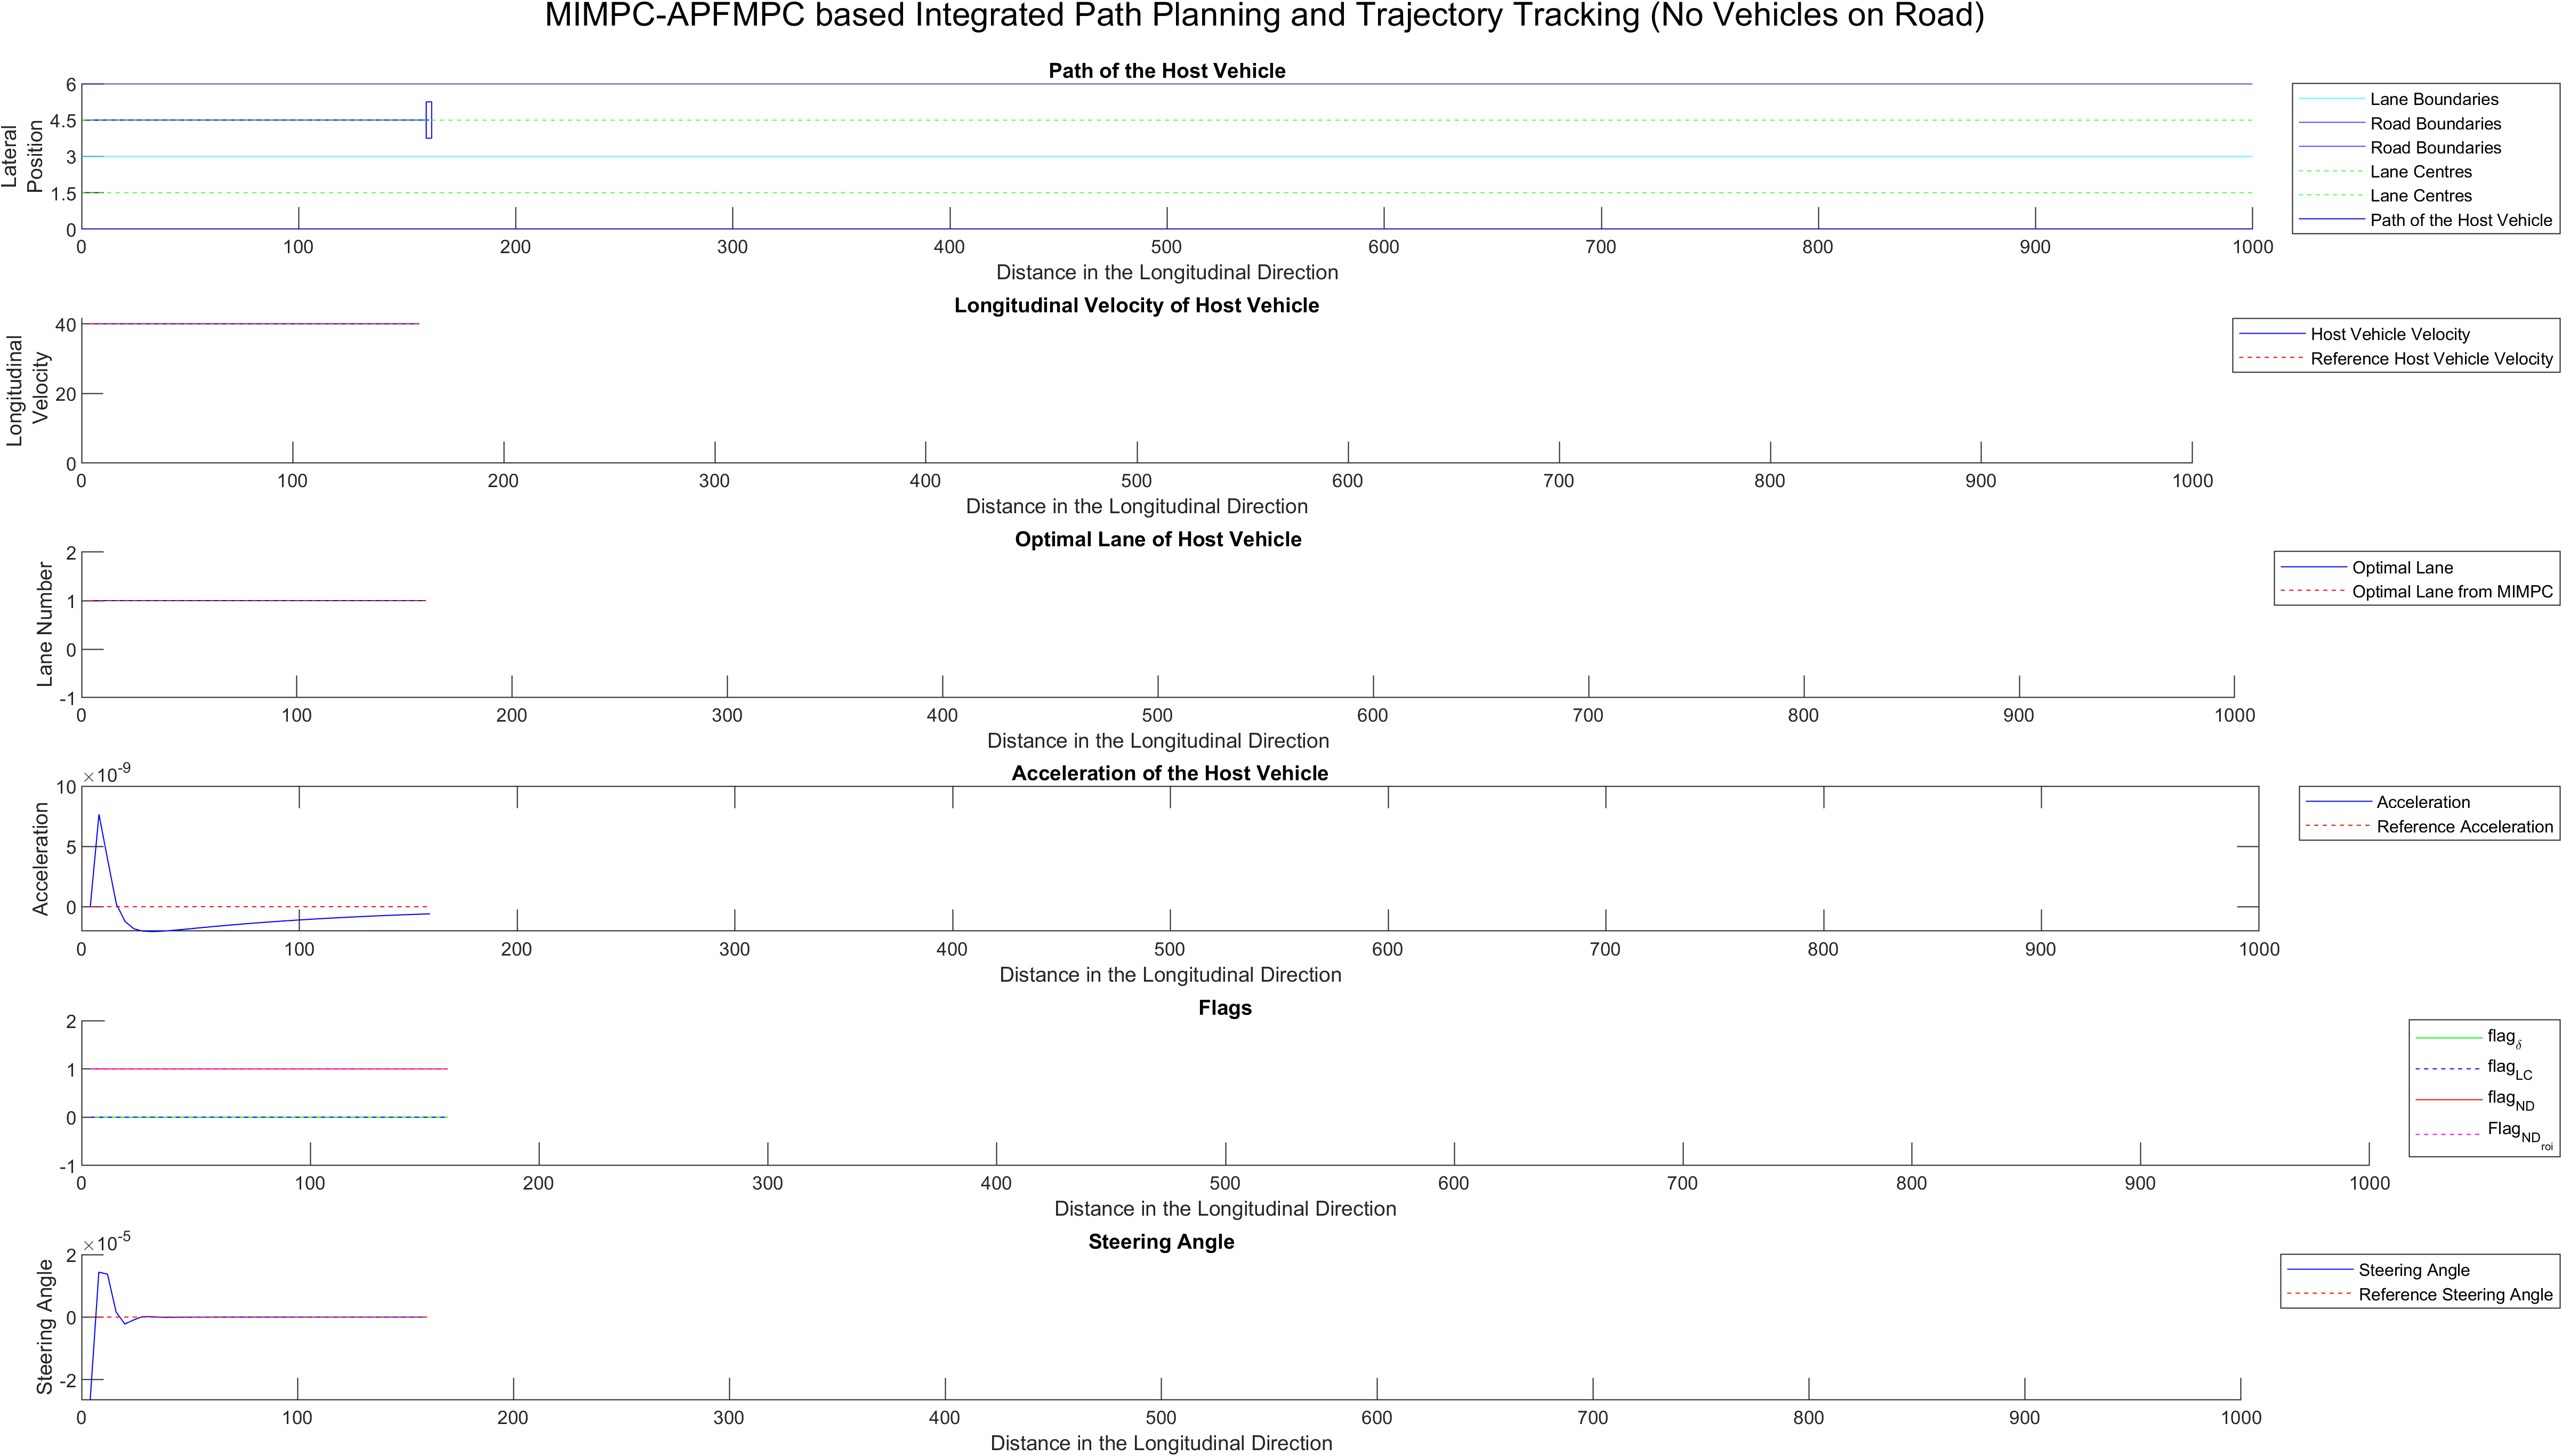 MIMPC-APFMPC based Integrated Path Planning and Trajectory Tracking (No Vehicles on Road)
Path of the Host Vehicle
Lateral
Position
6
4.5
3
1.5
0
0 100 200 300 400 500 600 700 800 900 1000
Distance in the Longitudinal Direction
Lane Boundaries
Road Boundaries
Road Boundaries
Lane Centres
Lane Centres
Path of the Host Vehicle
Longitudinal Velocity of Host Vehicle
Longitudinal
Velocity
40
20
0
0 100 200 300 400 500 600 700 800 900 1000
Distance in the Longitudinal Direction
Host Vehicle Velocity
Reference Host Vehicle Velocity
Optimal Lane of Host Vehicle
Lane Number
2
1
0
-1
0 100 200 300 400 500 600 700 800 900 1000
Distance in the Longitudinal Direction
Optimal Lane
Optimal Lane from MIMPC
Acceleration of the Host Vehicle
Acceleration
×10-9
10
5
0
0 100 200 300 400 500 600 700 800 900 1000
Distance in the Longitudinal Direction
Acceleration
Reference Acceleration
Flags
2
1
0
-1
0 100 200 300 400 500 600 700 800 900 1000
Distance in the Longitudinal Direction
flagδ
flagLC
flagND
FlagNDroi
Steering Angle
Steering Angle
×10-5
2
0
-2
0 100 200 300 400 500 600 700 800 900 1000
Distance in the Longitudinal Direction
Steering Angle
Reference Steering Angle